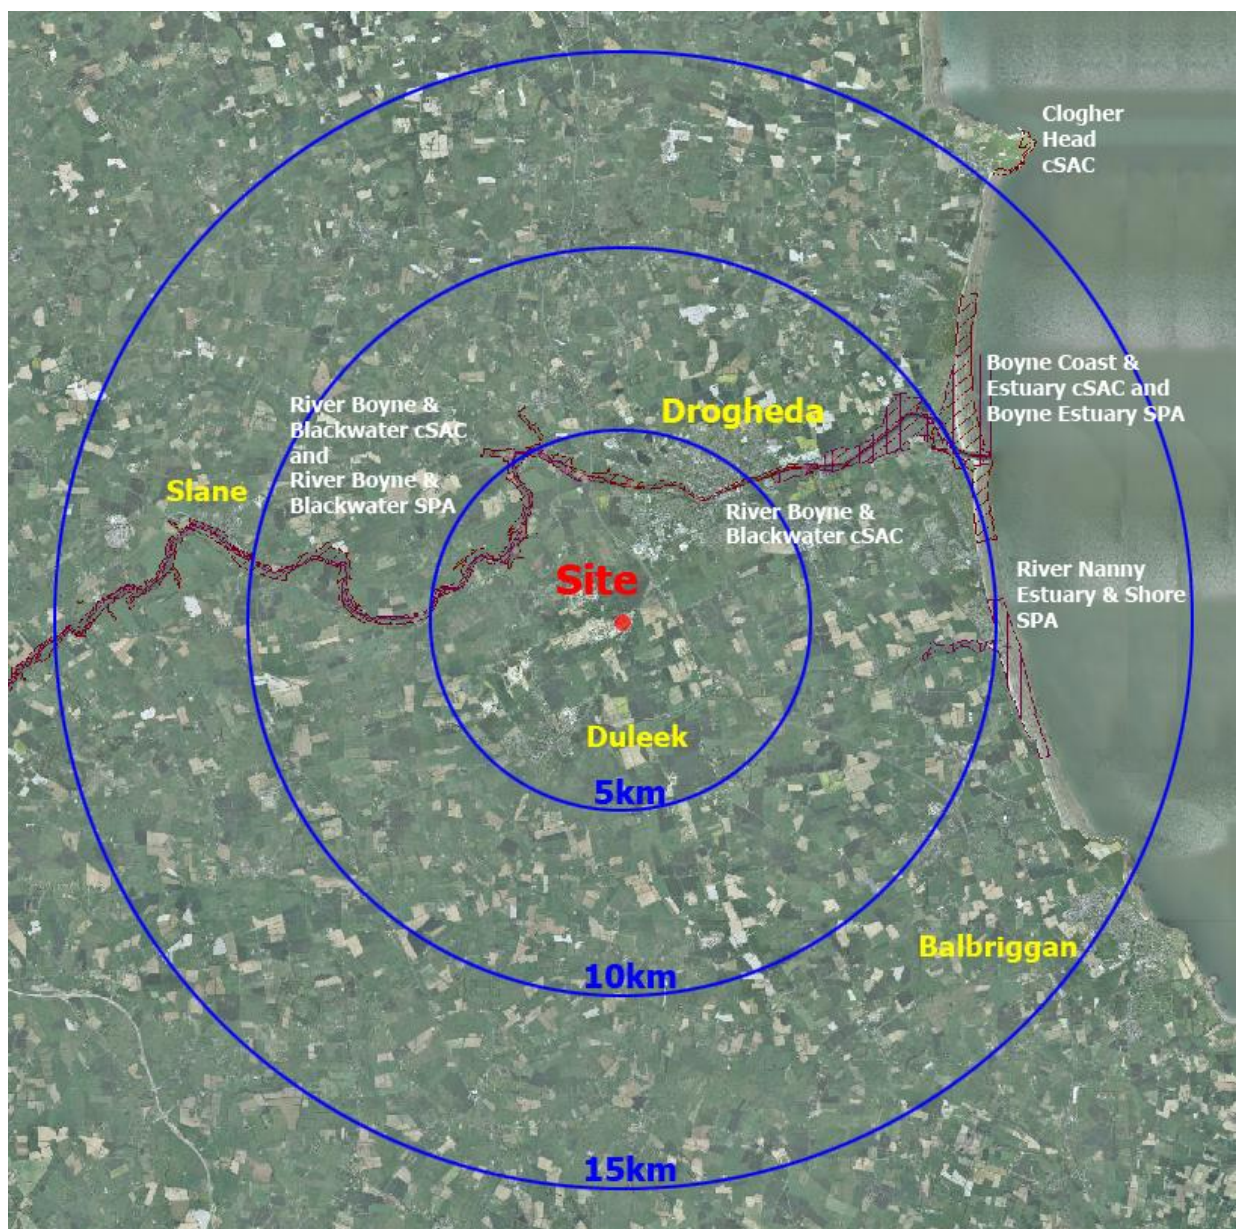 Clogher
Head
cSAC
Boyne Coast &
Estuary cSAC and
Boyne Estuary SPA
Drogheda
River Boyne &
Blackwater cSAC
and
River Boyne &
Blackwater SPA
Slane
River Boyne &
Blackwater cSAC
Site
River Nanny
Estuary & Shore
SPA
Duleek
5km
Balbriggan
10km
15km